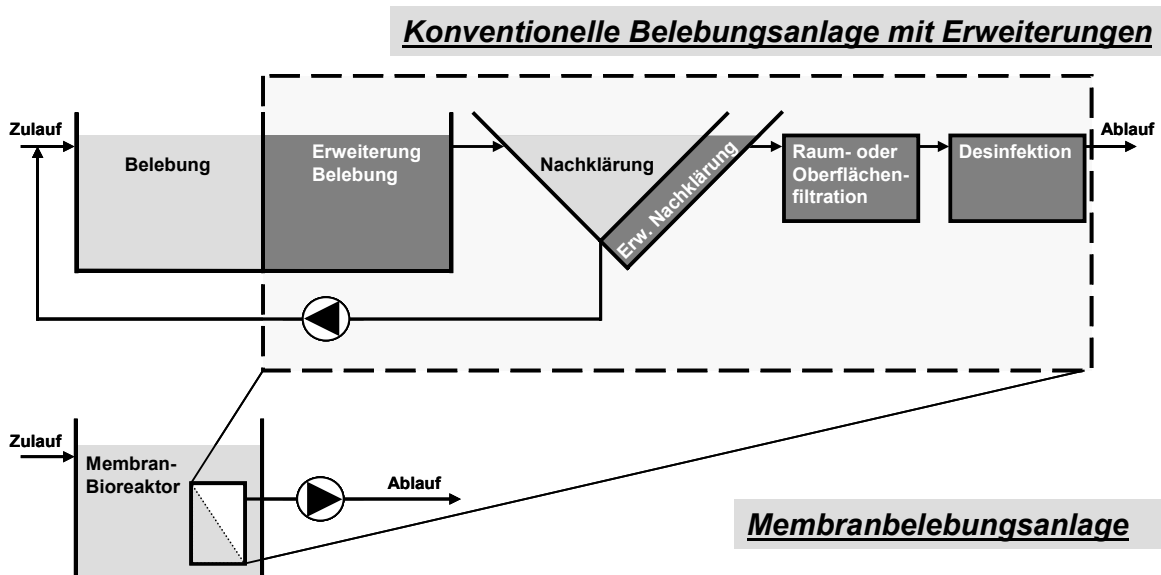 Konventionelle Belebungsanlage mit Erweiterungen
Zulauf
Belebung
Erweiterung
Belebung
Nachklärung
Erw. Nachklärung
Raum- oder
Oberflächen-
filtration
Desinfektion
Ablauf
Zulauf
Membran-
Bioreaktor
Ablauf
Membranbelebungsanlage